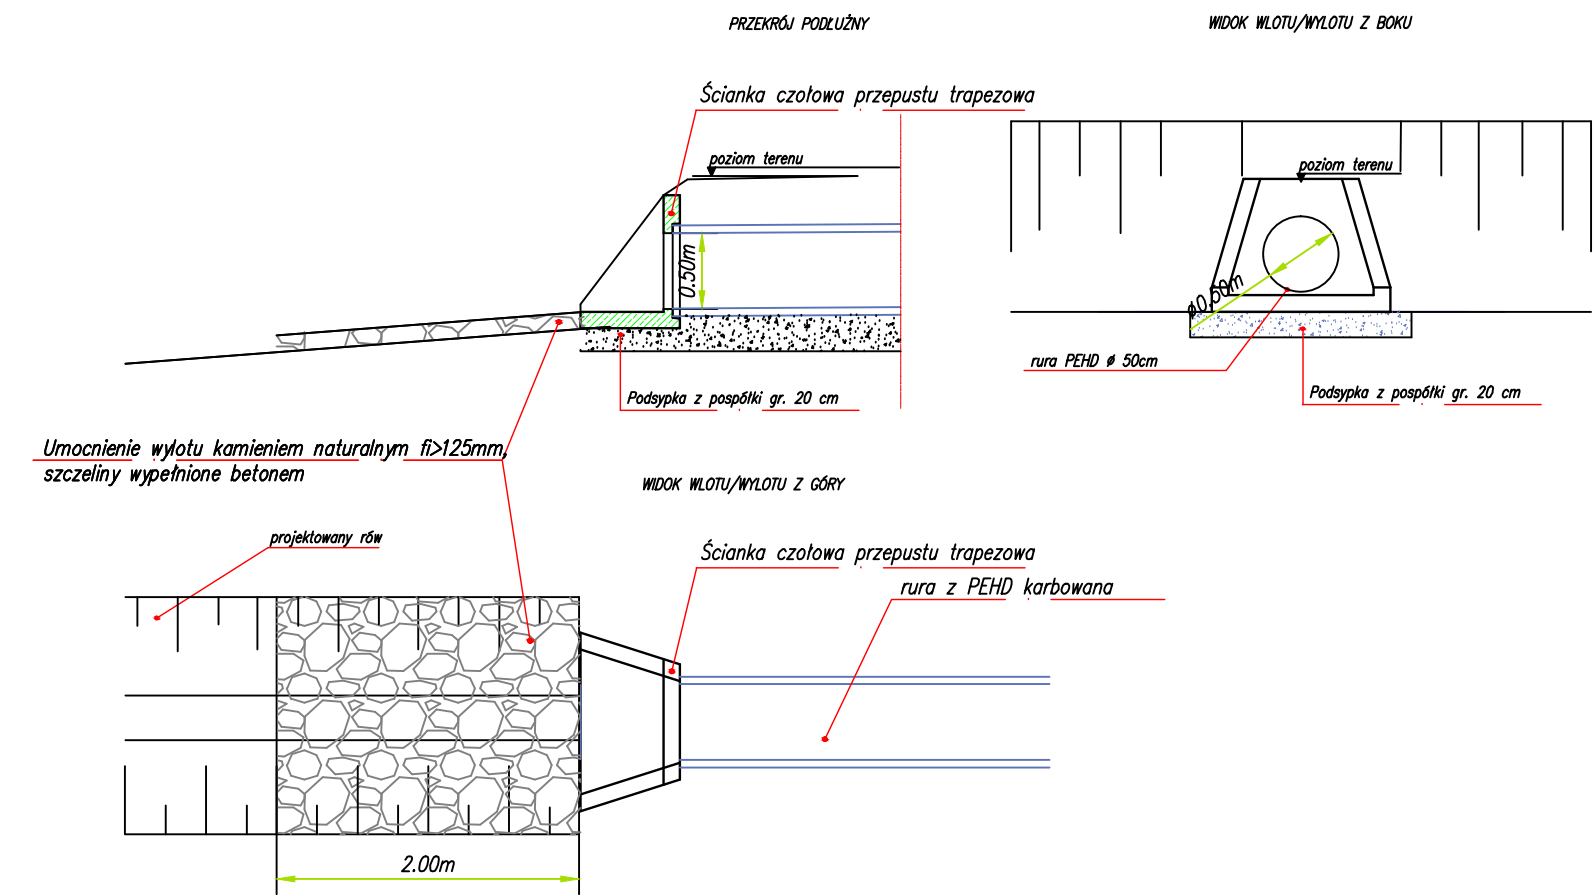 PRZEKRÓJ PODŁUŻNY
WIDOK WLOTU/WYLOTU Z BOKU
Ścianka czołowa przepustu trapezowa
poziom terenu
poziom terenu
0.50m
ø0.50m
rura PEHD ø 50cm
Podsypka z pospółki gr. 20 cm
Podsypka z pospółki gr. 20 cm
Umocnienie wylotu kamieniem naturalnym fi>125mm,
szczeliny wypełnione betonem
WIDOK WLOTU/WYLOTU Z GÓRY
projektowany rów
Ścianka czołowa przepustu trapezowa
rura z PEHD karbowana
2.00m